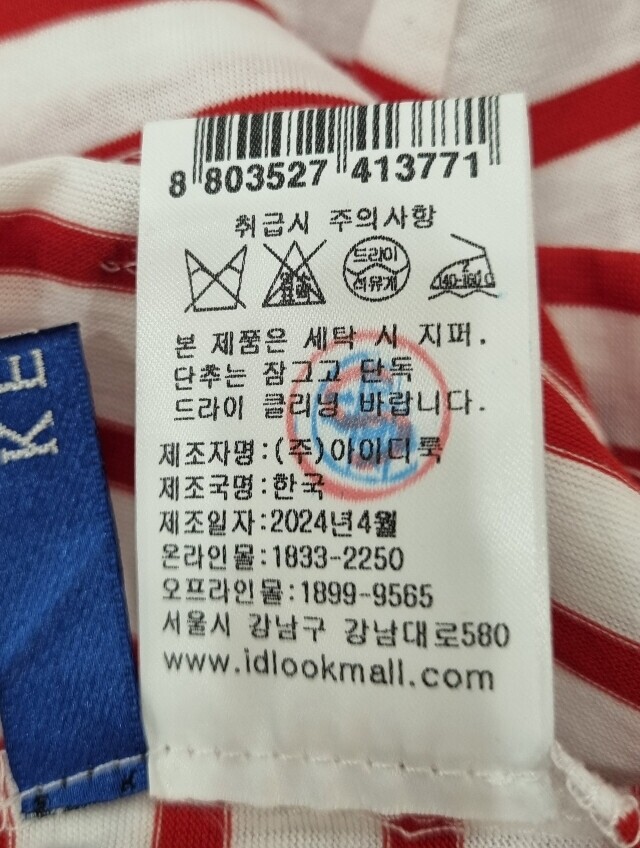 8 803527 413771
취급시 주의사항
드라이
석유계
140-160℃
본 제품은 세탁 시 지퍼.
단추는 잠그고 단독
드라이 클리닝 바랍니다.
제조자명:(주)아이디룩
제조국명:한국
제조일자:2024년4월
온라인몰:1833-2250
오프라인몰:1899-9565
서울시 강남구 강남대로580
www.idlookmall.com
KE